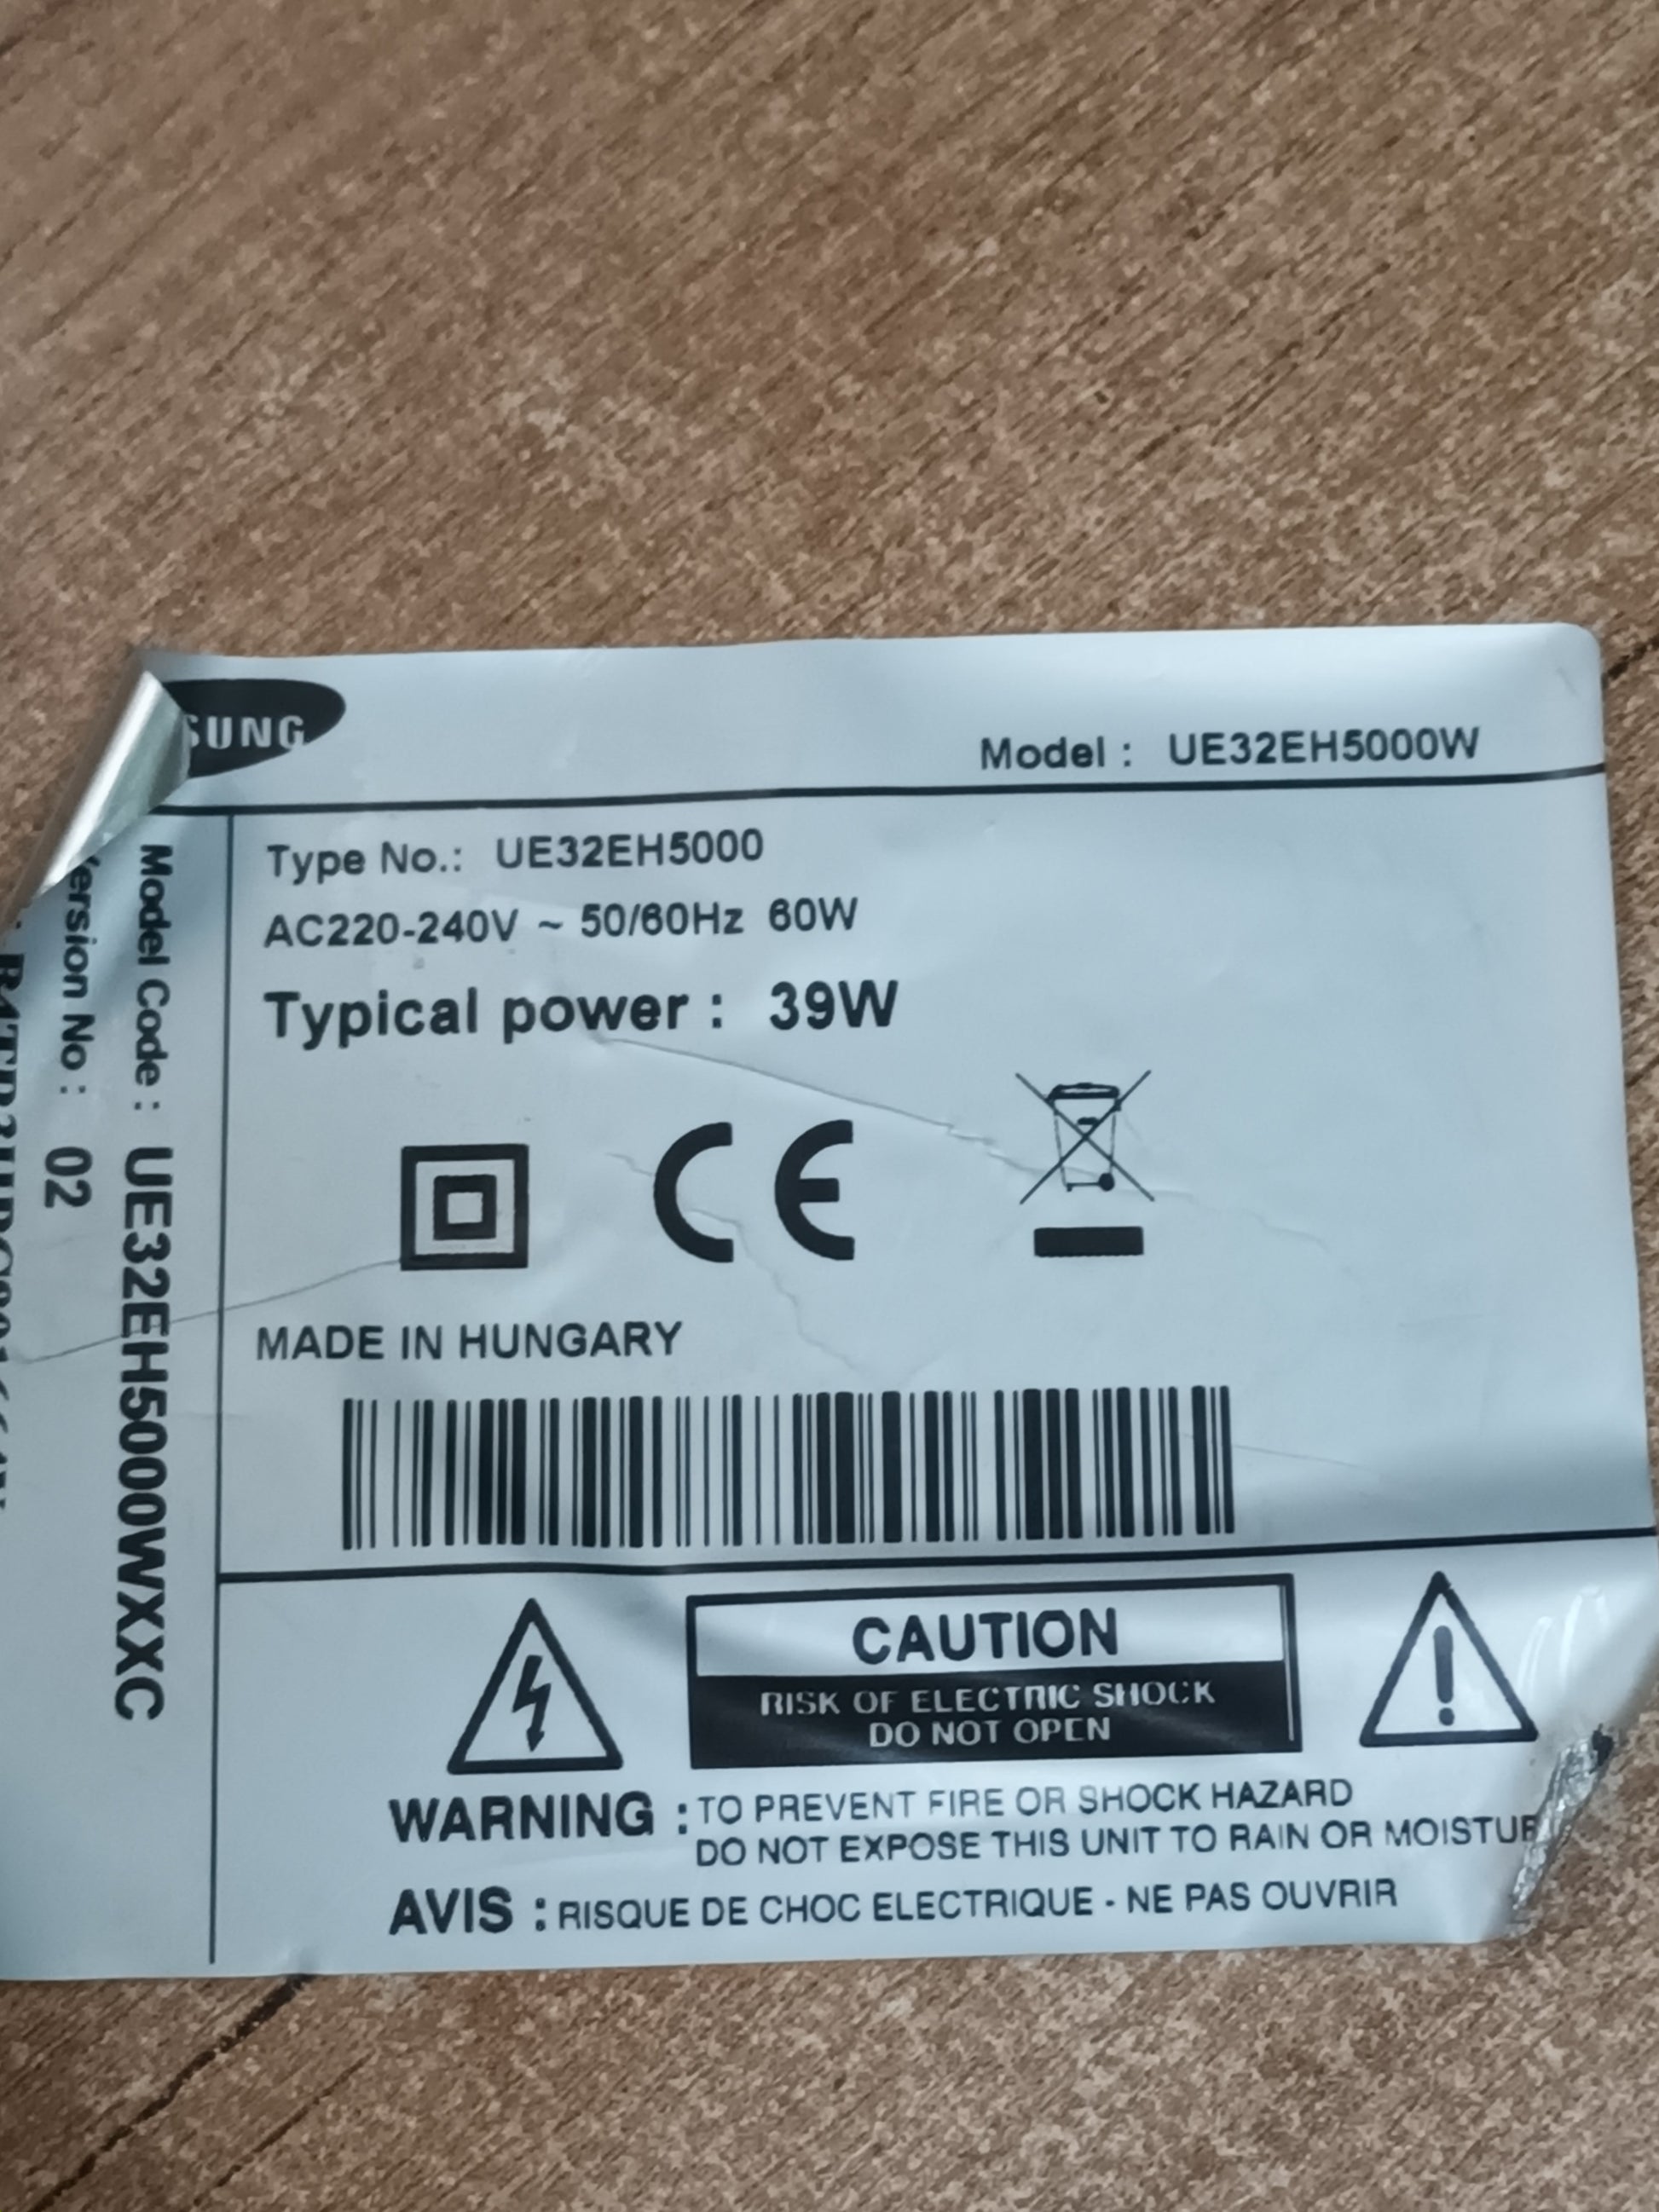 SUNG
Model : UE32EH5000W
Type No.: UE32EH5000
AC220-240V ~ 50/60Hz 60W
Typical power : 39W
CE
MADE IN HUNGARY
CAUTION
RISK OF ELECTRIC SHOCK
DO NOT OPEN
WARNING : TO PREVENT FIRE OR SHOCK HAZARD
DO NOT EXPOSE THIS UNIT TO RAIN OR MOISTUR
AVIS : RISQUE DE CHOC ELECTRIQUE - NE PAS OUVRIR
Model Code : UE32EH5000WXXC
ersion No : 02